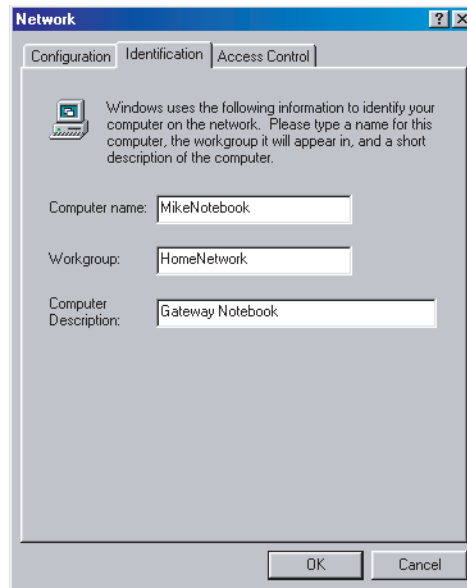 Network
Configuration Identification Access Control
Windows uses the following information to identify your
computer on the network. Please type a name for this
computer, the workgroup it will appear in, and a short
description of the computer.
Computer name: MikeNotebook
Workgroup: HomeNetwork
Computer
Description: Gateway Notebook
OK Cancel